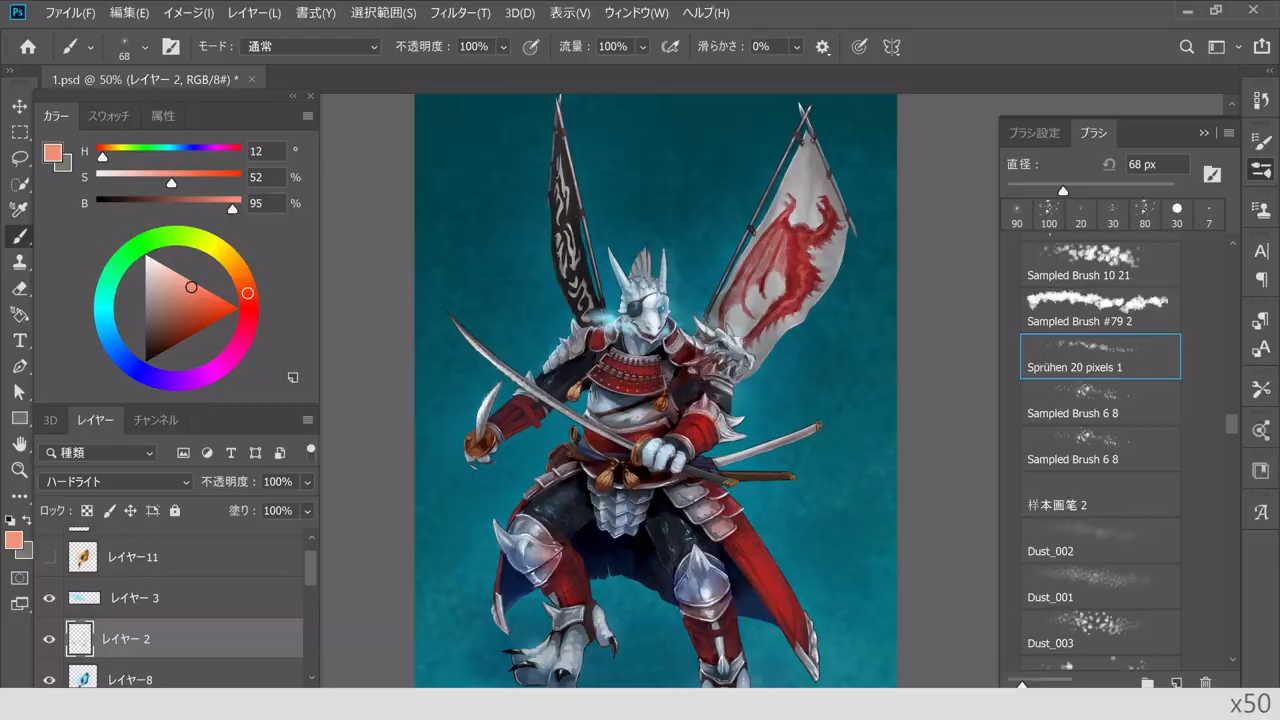 Ps ファイル(F) 編集(E) イメージ(I) レイヤー(L) 書式(Y) 選択範囲(S) フィルター(T) 3D(D) 表示(V) ウィンドウ(W) ヘルプ(H)
68 モード: 通常 不透明度: 100% 流量: 100% 滑らかさ: 0%
1.psd @ 50% (レイヤー 2, RGB/8#) *
カラー スウォッチ 属性
H 12 °
S 52 %
B 95 %
3D レイヤー チャンネル
種類
ハードライト 不透明度: 100%
ロック: 塗り: 100%
レイヤー11
レイヤー 3
レイヤー 2
レイヤー8
ブラシ設定 ブラシ
直径: 68 px
90 100 20 30 80 30 7
Sampled Brush 10 21
Sampled Brush #79 2
Sprühen 20 pixels 1
Sampled Brush 6 8
Sampled Brush 6 8
样本画笔 2
Dust_002
Dust_001
Dust_003
x50